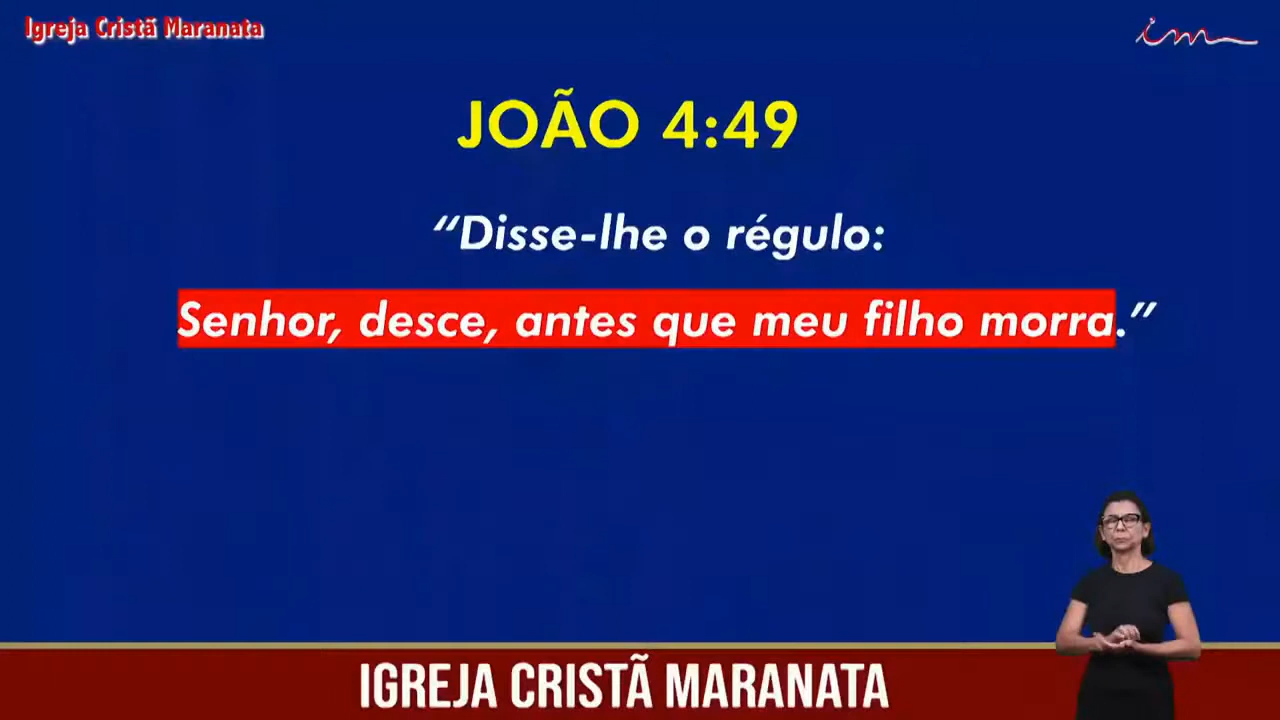 Igreja Cristã Maranata
im
JOÃO 4:49
“Disse-lhe o régulo:
Senhor, desce, antes que meu filho morra.”
IGREJA CRISTÃ MARANATA